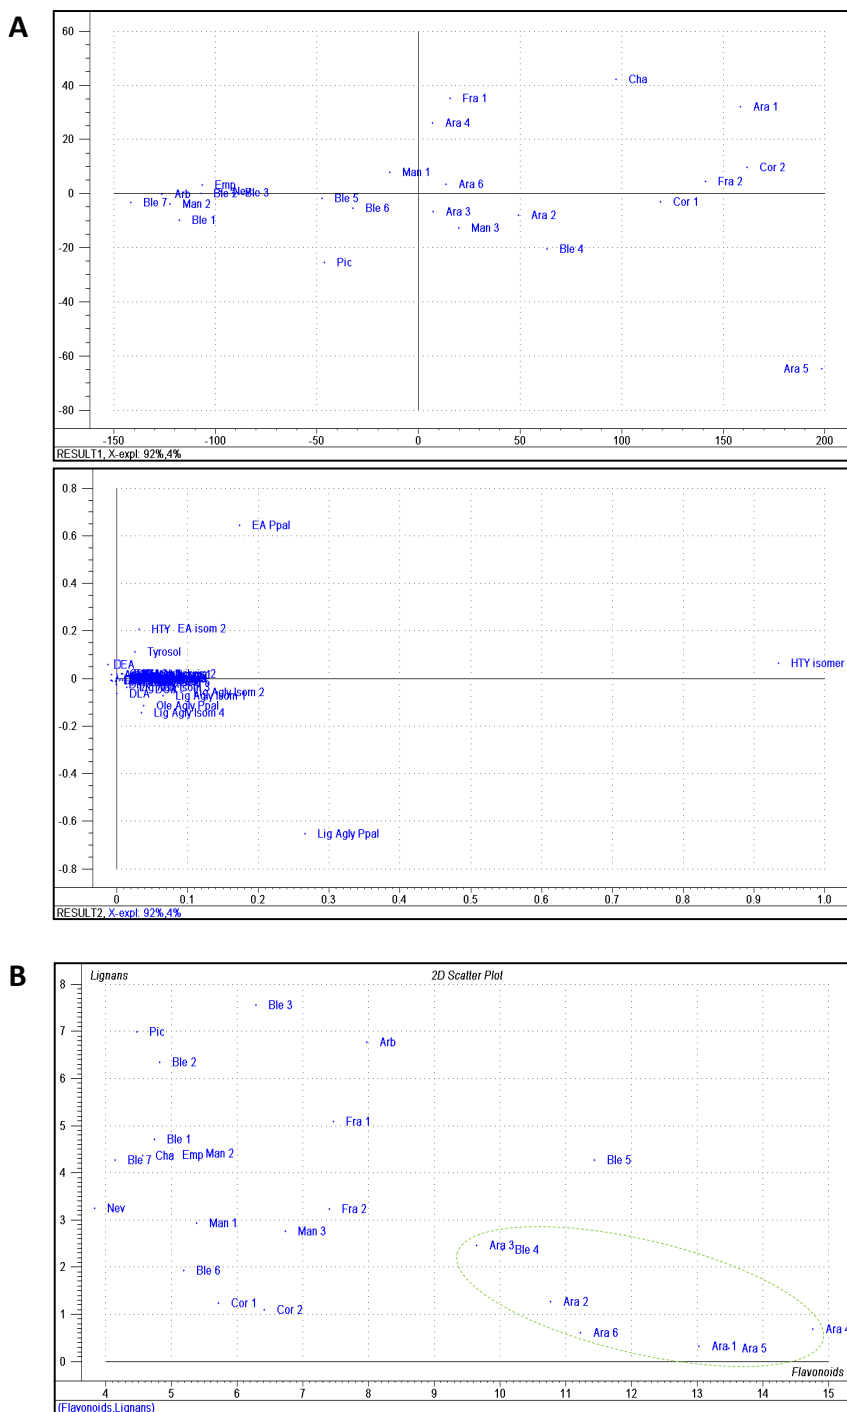 A
60
40
20
0
-20
-40
-60
-80
Cha
Fra 1
Ara 1
Ara 4
Man 1
Cor 2
Emp
Ara 6
Fra 2
Arb
Ble 2
Nev
Ble 3
Ble 7
Man 2
Ble 5
Cor 1
Ble 1
Ble 6
Ara 3
Ara 2
Man 3
Ble 4
Pic
Ara 5
-150 -100 -50 0 50 100 150 200
RESULT1, X-expl: 92%,4%
0.8
0.6
0.4
0.2
0
-0.2
-0.4
-0.6
-0.8
EA Ppal
HTY
EA isom 2
Tyrosol
DEA
HTY isomer
DLA
Lig Agly Isom 2
Lig Agly Isom 1
Ole Agly Ppal
Lig Agly Isom 4
Lig Agly Ppal
0 0.1 0.2 0.3 0.4 0.5 0.6 0.7 0.8 0.9 1.0
RESULT2, X-expl: 92%,4%
B
Lignans
2D Scatter Plot
8
7
6
5
4
3
2
1
0
Ble 3
Pic
Arb
Ble 2
Fra 1
Ble 1
Ble 7
Cha
Emp
Man 2
Ble 5
Nev
Fra 2
Man 1
Man 3
Ara 3
Ble 4
Ble 6
Cor 1
Cor 2
Ara 2
Ara 6
Ara 4
Ara 1
Ara 5
Flavonoids
4 5 6 7 8 9 10 11 12 13 14 15
(Flavonoids,Lignans)